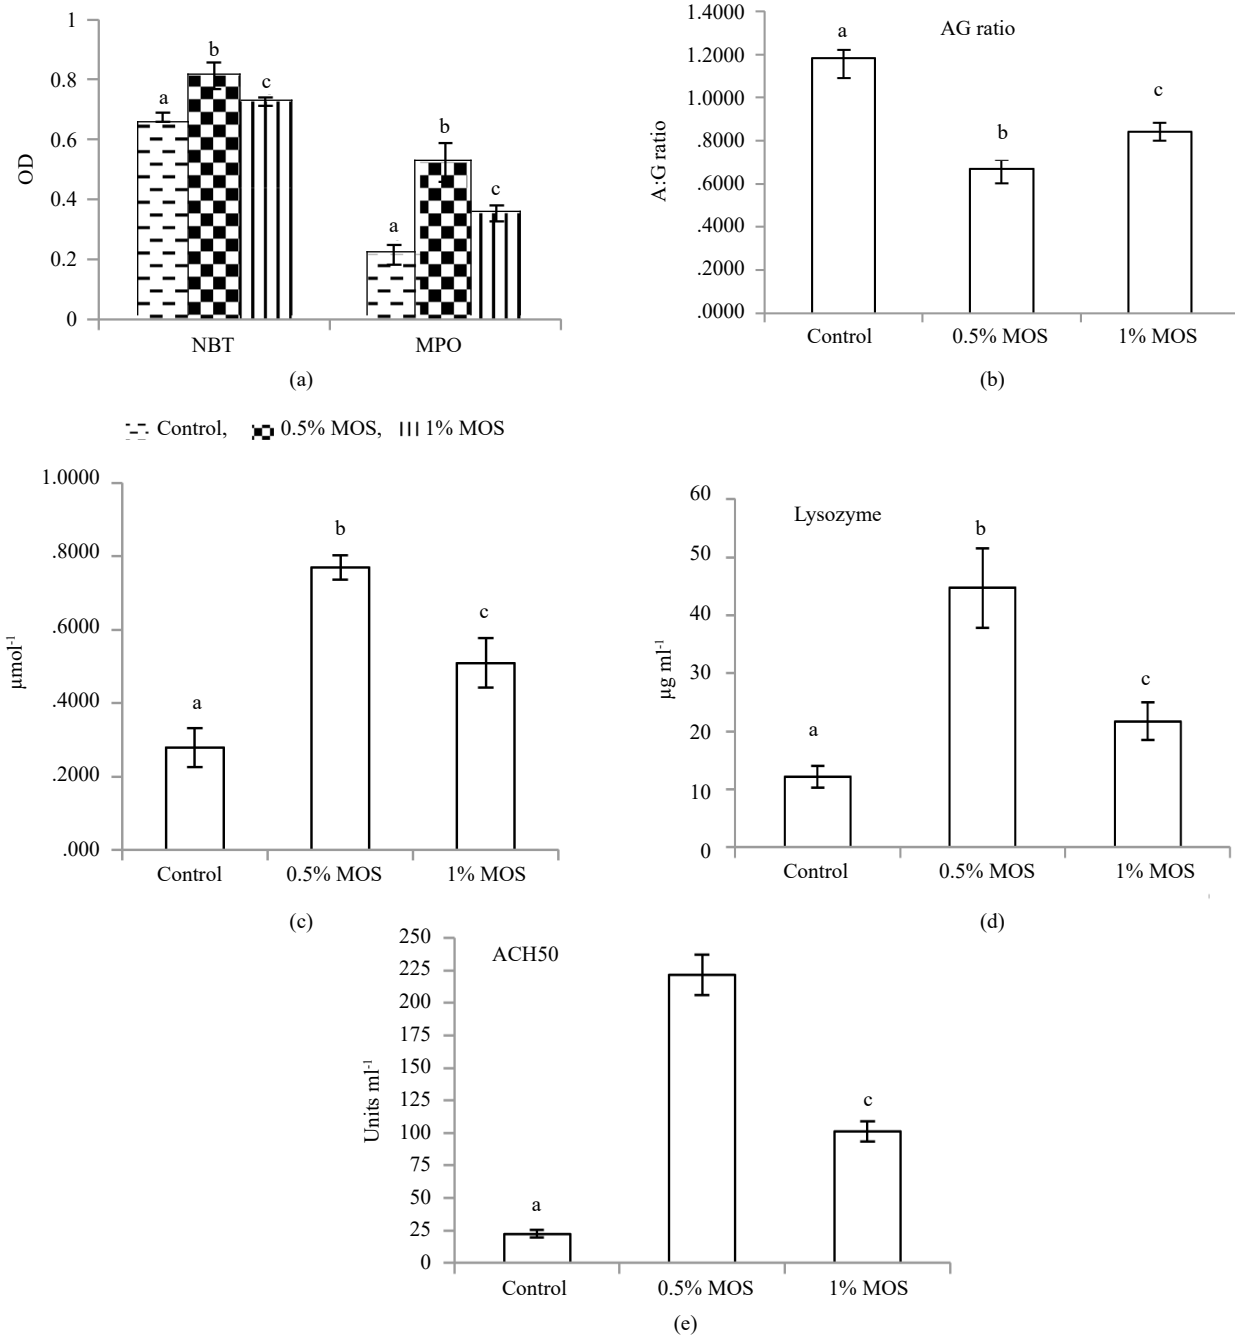 1
0.8
0.6
0.4
0.2
0
OD
a
b
c
a
b
c
NBT
MPO
(a)
Control, 0.5% MOS, 1% MOS
1.4000
1.2000
1.0000
.8000
.6000
.4000
.2000
.0000
A:G ratio
AG ratio
a
b
c
Control
0.5% MOS
1% MOS
(b)
1.0000
.8000
.6000
.4000
.2000
.000
µmol-1
a
b
c
Control
0.5% MOS
1% MOS
(c)
60
50
40
30
20
10
0
µg ml-1
Lysozyme
a
b
c
Control
0.5% MOS
1% MOS
(d)
250
225
200
175
150
125
100
75
50
25
0
Units ml-1
ACH50
a
c
Control
0.5% MOS
1% MOS
(e)